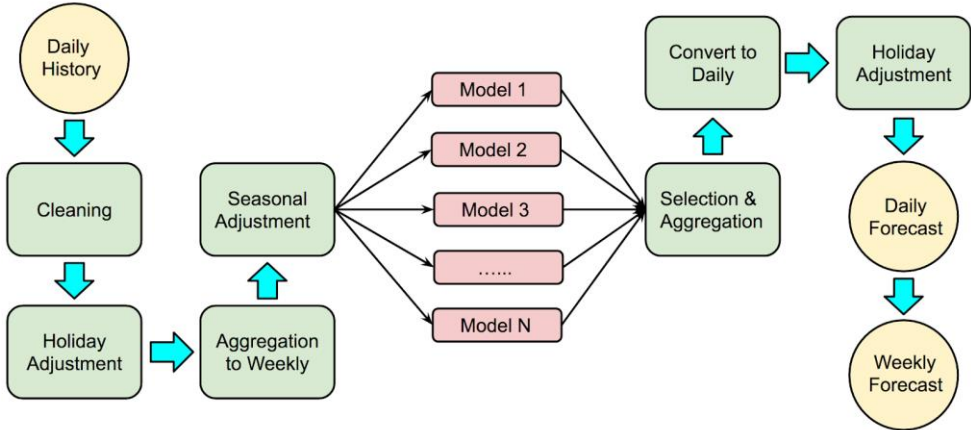 Daily
History
Cleaning
Holiday
Adjustment
Aggregation
to Weekly
Seasonal
Adjustment
Model 1
Model 2
Model 3
…...
Model N
Selection &
Aggregation
Convert to
Daily
Holiday
Adjustment
Daily
Forecast
Weekly
Forecast